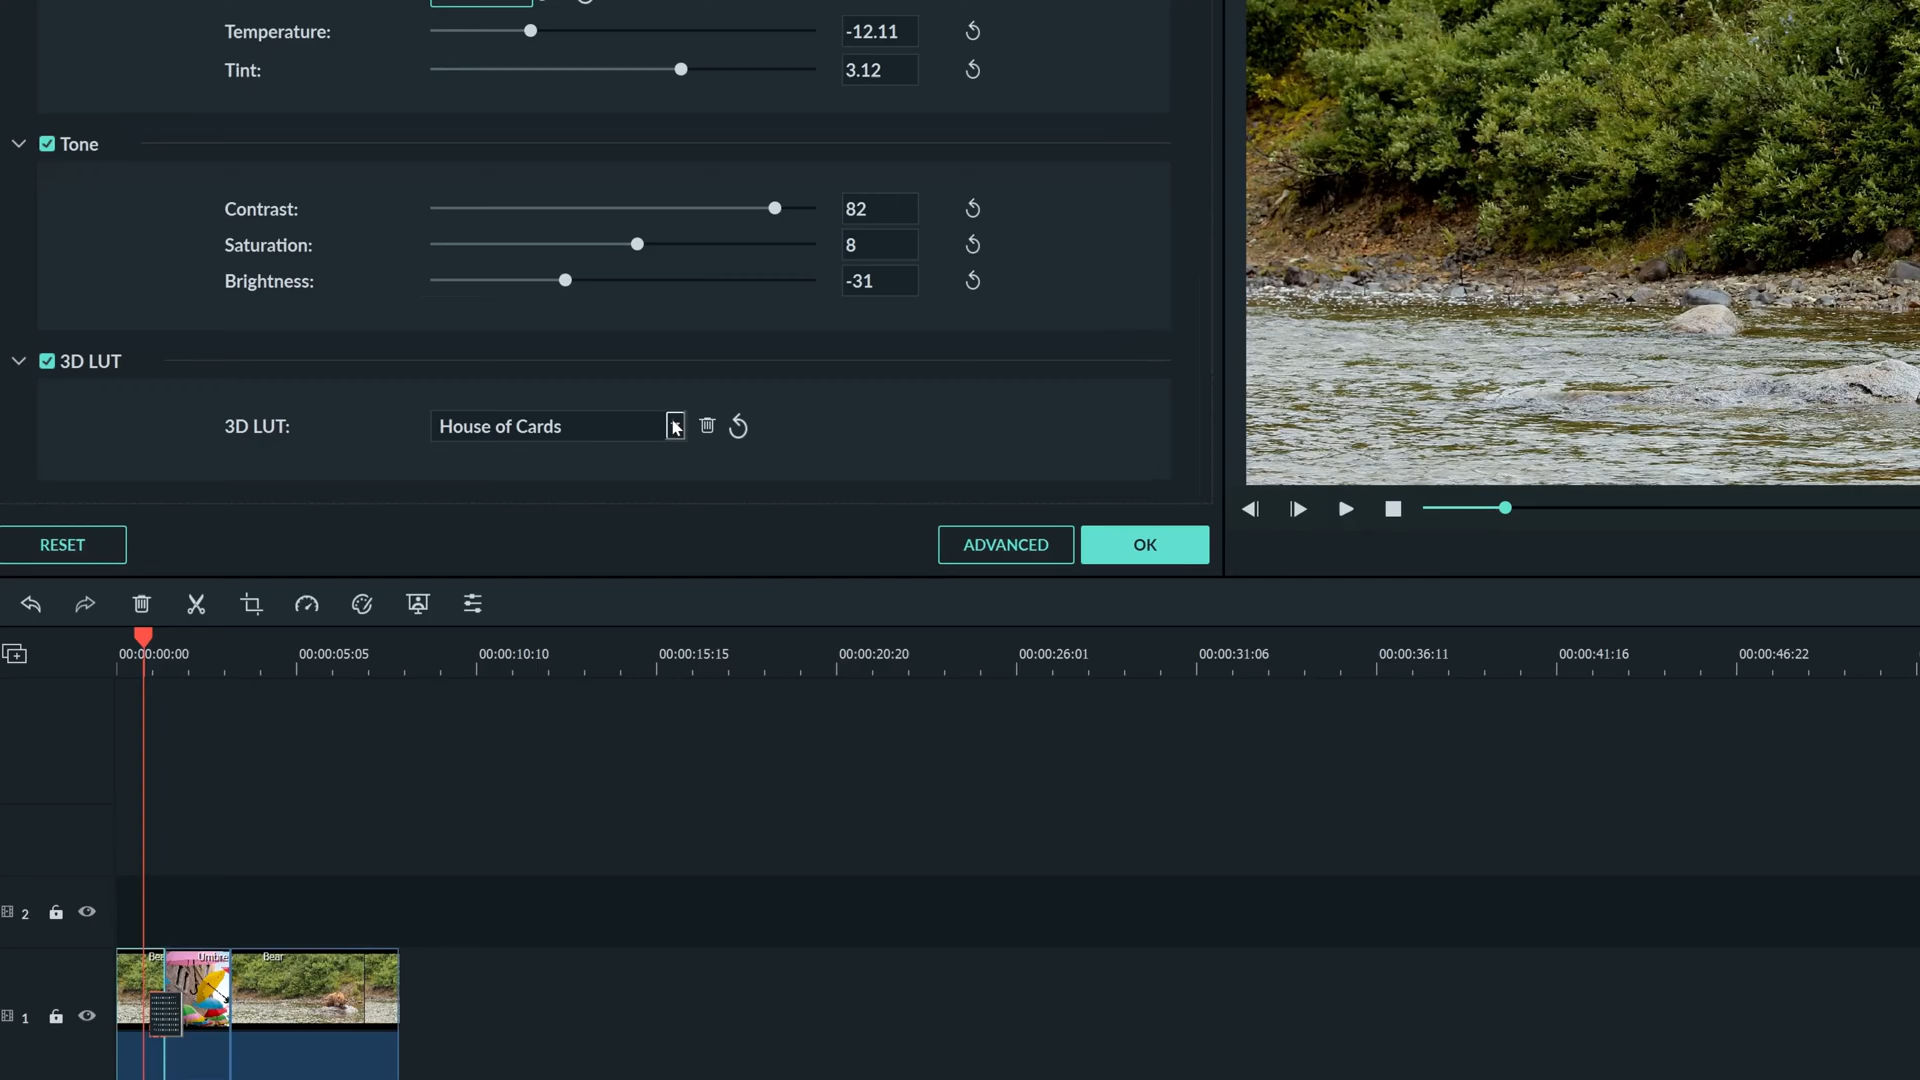 Temperature: -12.11
Tint: 3.12
Tone
Contrast: 82
Saturation: 8
Brightness: -31
3D LUT
3D LUT: House of Cards
RESET ADVANCED OK
00:00:00:00 00:00:05:05 00:00:10:10 00:00:15:15 00:00:20:20 00:00:26:01 00:00:31:06 00:00:36:11 00:00:41:16 00:00:46:22
2
Bea Umbre Bear
1